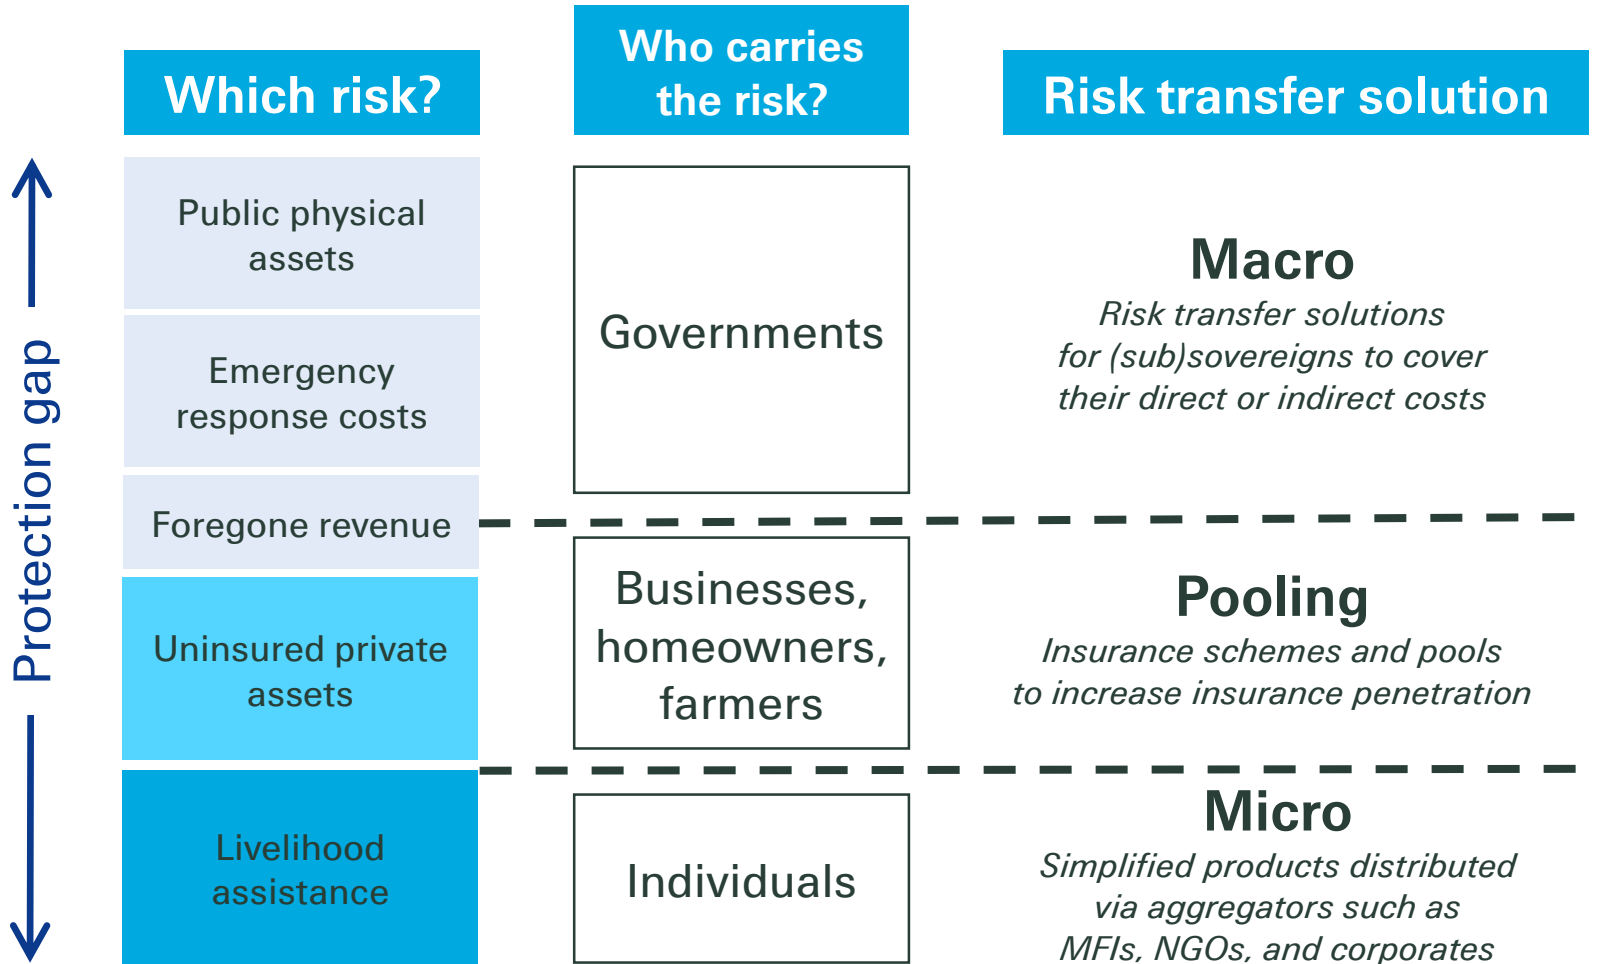 Which risk?
Who carries
the risk?
Risk transfer solution
Protection gap
Public physical
assets
Emergency
response costs
Foregone revenue
Uninsured private
assets
Livelihood
assistance
Governments
Businesses,
homeowners,
farmers
Individuals
Macro
Risk transfer solutions
for (sub)sovereigns to cover
their direct or indirect costs
Pooling
Insurance schemes and pools
to increase insurance penetration
Micro
Simplified products distributed
via aggregators such as
MFIs, NGOs, and corporates